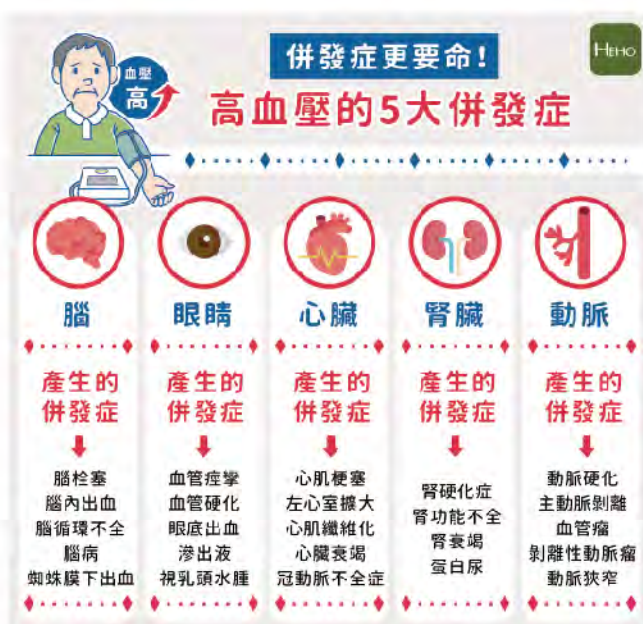 併發症更要命!
HEHO
血壓
高
高血壓的5大併發症
腦
產生的
併發症
腦栓塞
腦內出血
腦循環不全
腦病
蜘蛛膜下出血
眼睛
產生的
併發症
血管痙攣
血管硬化
眼底出血
滲出液
視乳頭水腫
心臟
產生的
併發症
心肌梗塞
左心室擴大
心肌纖維化
心臟衰竭
冠動脈不全症
腎臟
產生的
併發症
腎硬化症
腎功能不全
腎衰竭
蛋白尿
動脈
產生的
併發症
動脈硬化
主動脈剝離
血管瘤
剝離性動脈瘤
動脈狹窄